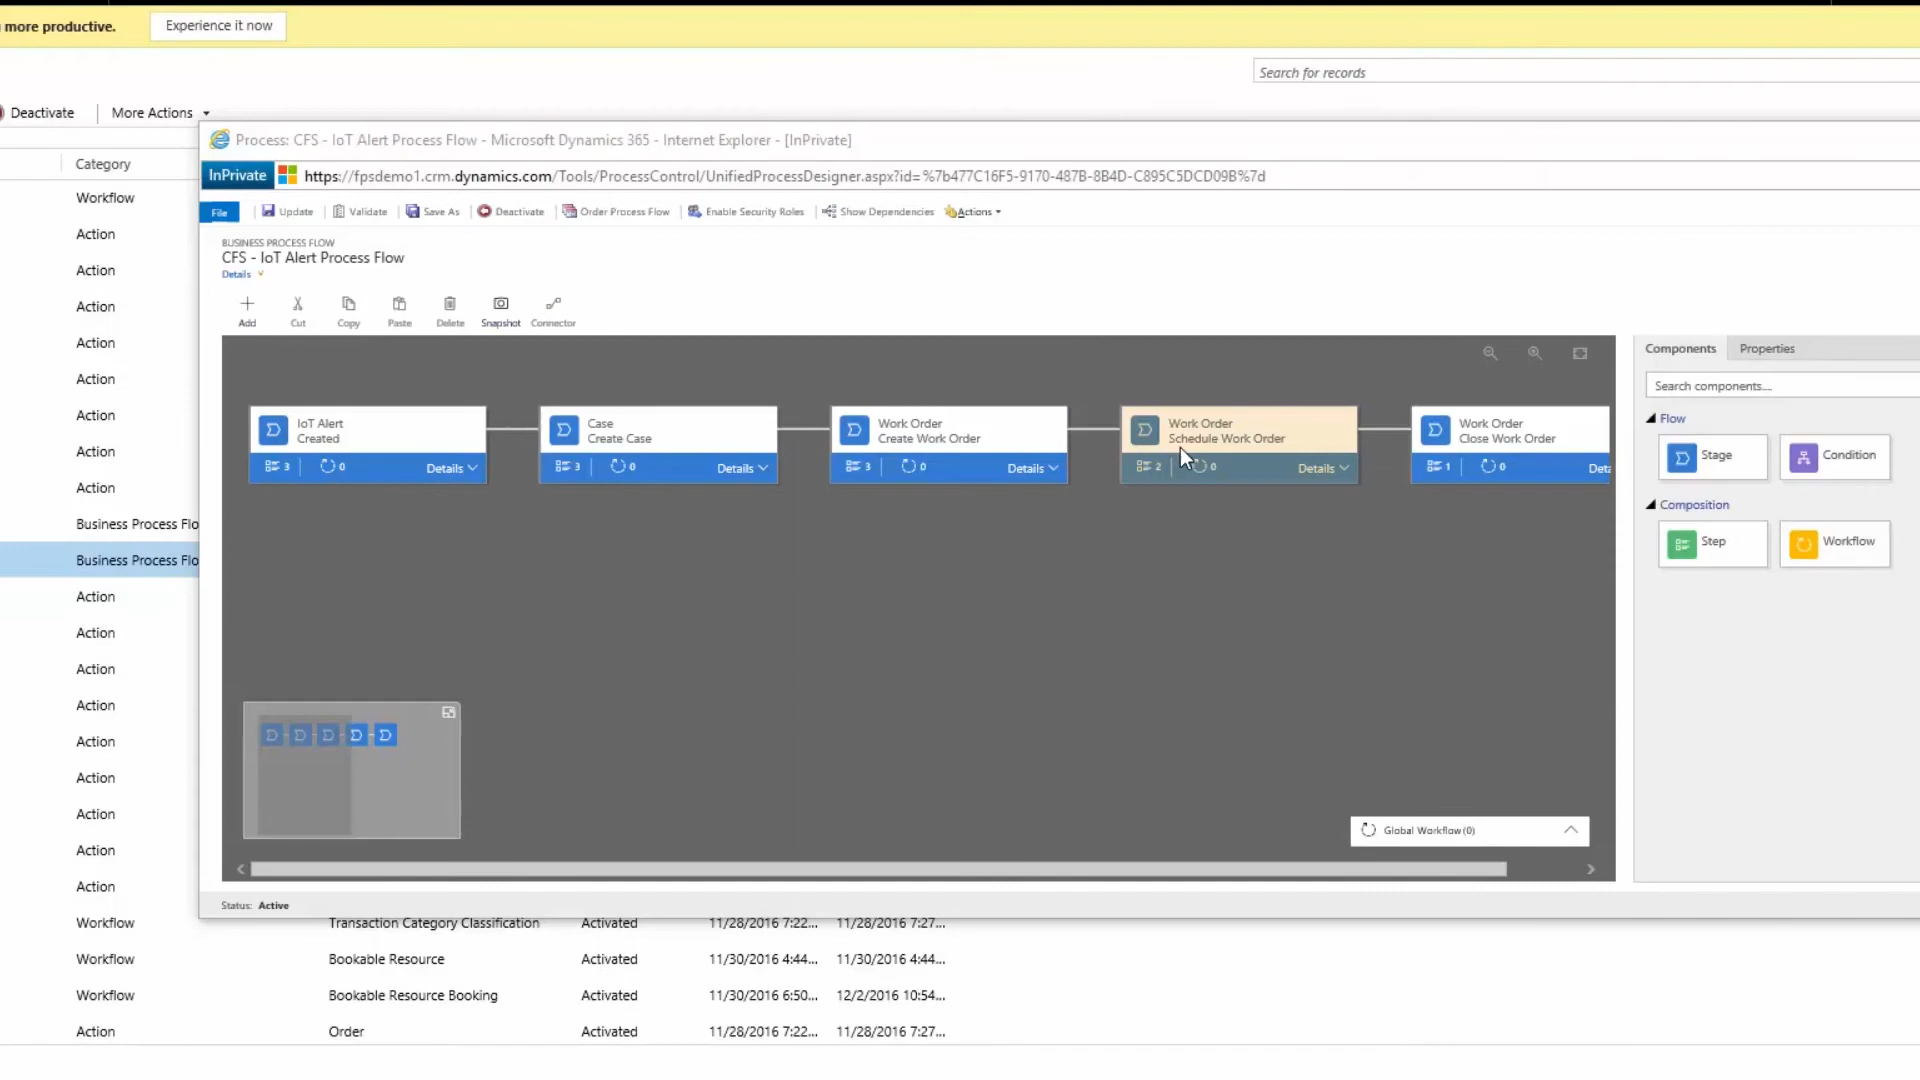 more productive.
Experience it now
Search for records
Deactivate
More Actions
Process: CFS - IoT Alert Process Flow - Microsoft Dynamics 365 - Internet Explorer - [InPrivate]
InPrivate
https://fpsdemo1.crm.dynamics.com/Tools/ProcessControl/UnifiedProcessDesigner.aspx?id=%7b477C16F5-9170-487B-8B4D-C895C5DCD09B%7d
File
Update
Validate
Save As
Deactivate
Order Process Flow
Enable Security Roles
Show Dependencies
Actions
BUSINESS PROCESS FLOW
CFS - IoT Alert Process Flow
Details
Add
Cut
Copy
Paste
Delete
Snapshot
Connector
IoT Alert
Created
3
0
Details
Case
Create Case
3
0
Details
Work Order
Create Work Order
3
0
Details
Work Order
Schedule Work Order
2
0
Details
Work Order
Close Work Order
1
0
Deta
Global Workflow(0)
Components
Properties
Search components....
Flow
Stage
Condition
Composition
Step
Workflow
Status: Active
Category
Workflow
Action
Action
Action
Action
Action
Action
Action
Action
Business Process Flo
Business Process Flo
Action
Action
Action
Action
Action
Action
Action
Action
Action
Workflow Transaction Category Classification Activated 11/28/2016 7:22... 11/28/2016 7:27...
Workflow Bookable Resource Activated 11/30/2016 4:44... 11/30/2016 4:44...
Workflow Bookable Resource Booking Activated 11/30/2016 6:50... 12/2/2016 10:54...
Action Order Activated 11/28/2016 7:22... 11/28/2016 7:27...